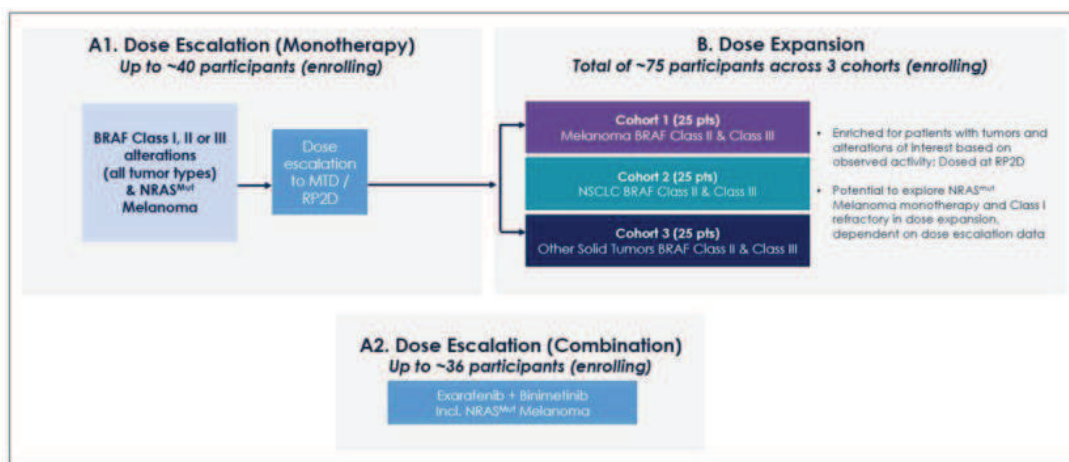 A1. Dose Escalation (Monotherapy)
Up to ~40 participants (enrolling)
BRAF Class I, II or III
alterations
(all tumor types)
& NRASᴹᵘᵗ
Melanoma
Dose
escalation
to MTD /
RP2D
B. Dose Expansion
Total of ~75 participants across 3 cohorts (enrolling)
Cohort 1 (25 pts)
Melanoma BRAF Class II & Class III
Cohort 2 (25 pts)
NSCLC BRAF Class II & Class III
Cohort 3 (25 pts)
Other Solid Tumors BRAF Class II & Class III
• Enriched for patients with tumors and
alterations of interest based on
observed activity; Dosed at RP2D
• Potential to explore NRASᵐᵘᵗ
Melanoma monotherapy and Class I
refractory in dose expansion,
dependent on dose escalation data
A2. Dose Escalation (Combination)
Up to ~36 participants (enrolling)
Exarafenib + Binimetinib
Incl. NRASᴹᵘᵗ Melanoma